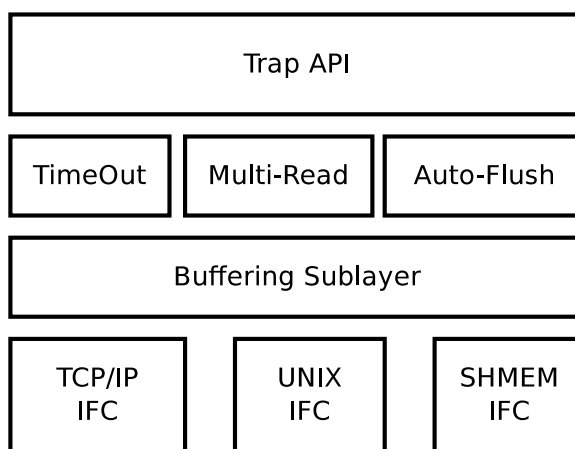 Trap API
TimeOut Multi-Read Auto-Flush
Buffering Sublayer
TCP/IP UNIX SHMEM
IFC IFC IFC